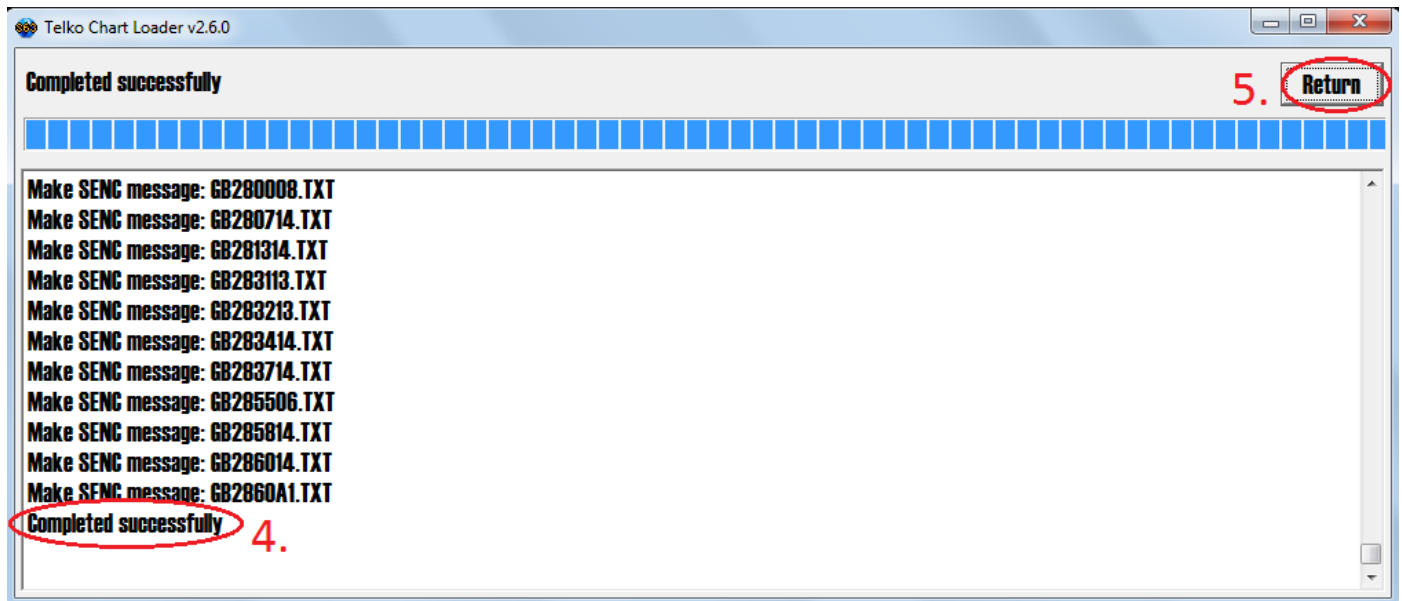 Telko Chart Loader v2.6.0
Completed successfully
5.
Return
Make SENC message: GB280008.TXT
Make SENC message: GB280714.TXT
Make SENC message: GB281314.TXT
Make SENC message: GB283113.TXT
Make SENC message: GB283213.TXT
Make SENC message: GB283414.TXT
Make SENC message: GB283714.TXT
Make SENC message: GB285506.TXT
Make SENC message: GB285814.TXT
Make SENC message: GB286014.TXT
Make SENC message: GB2860A1.TXT
Completed successfully
4.